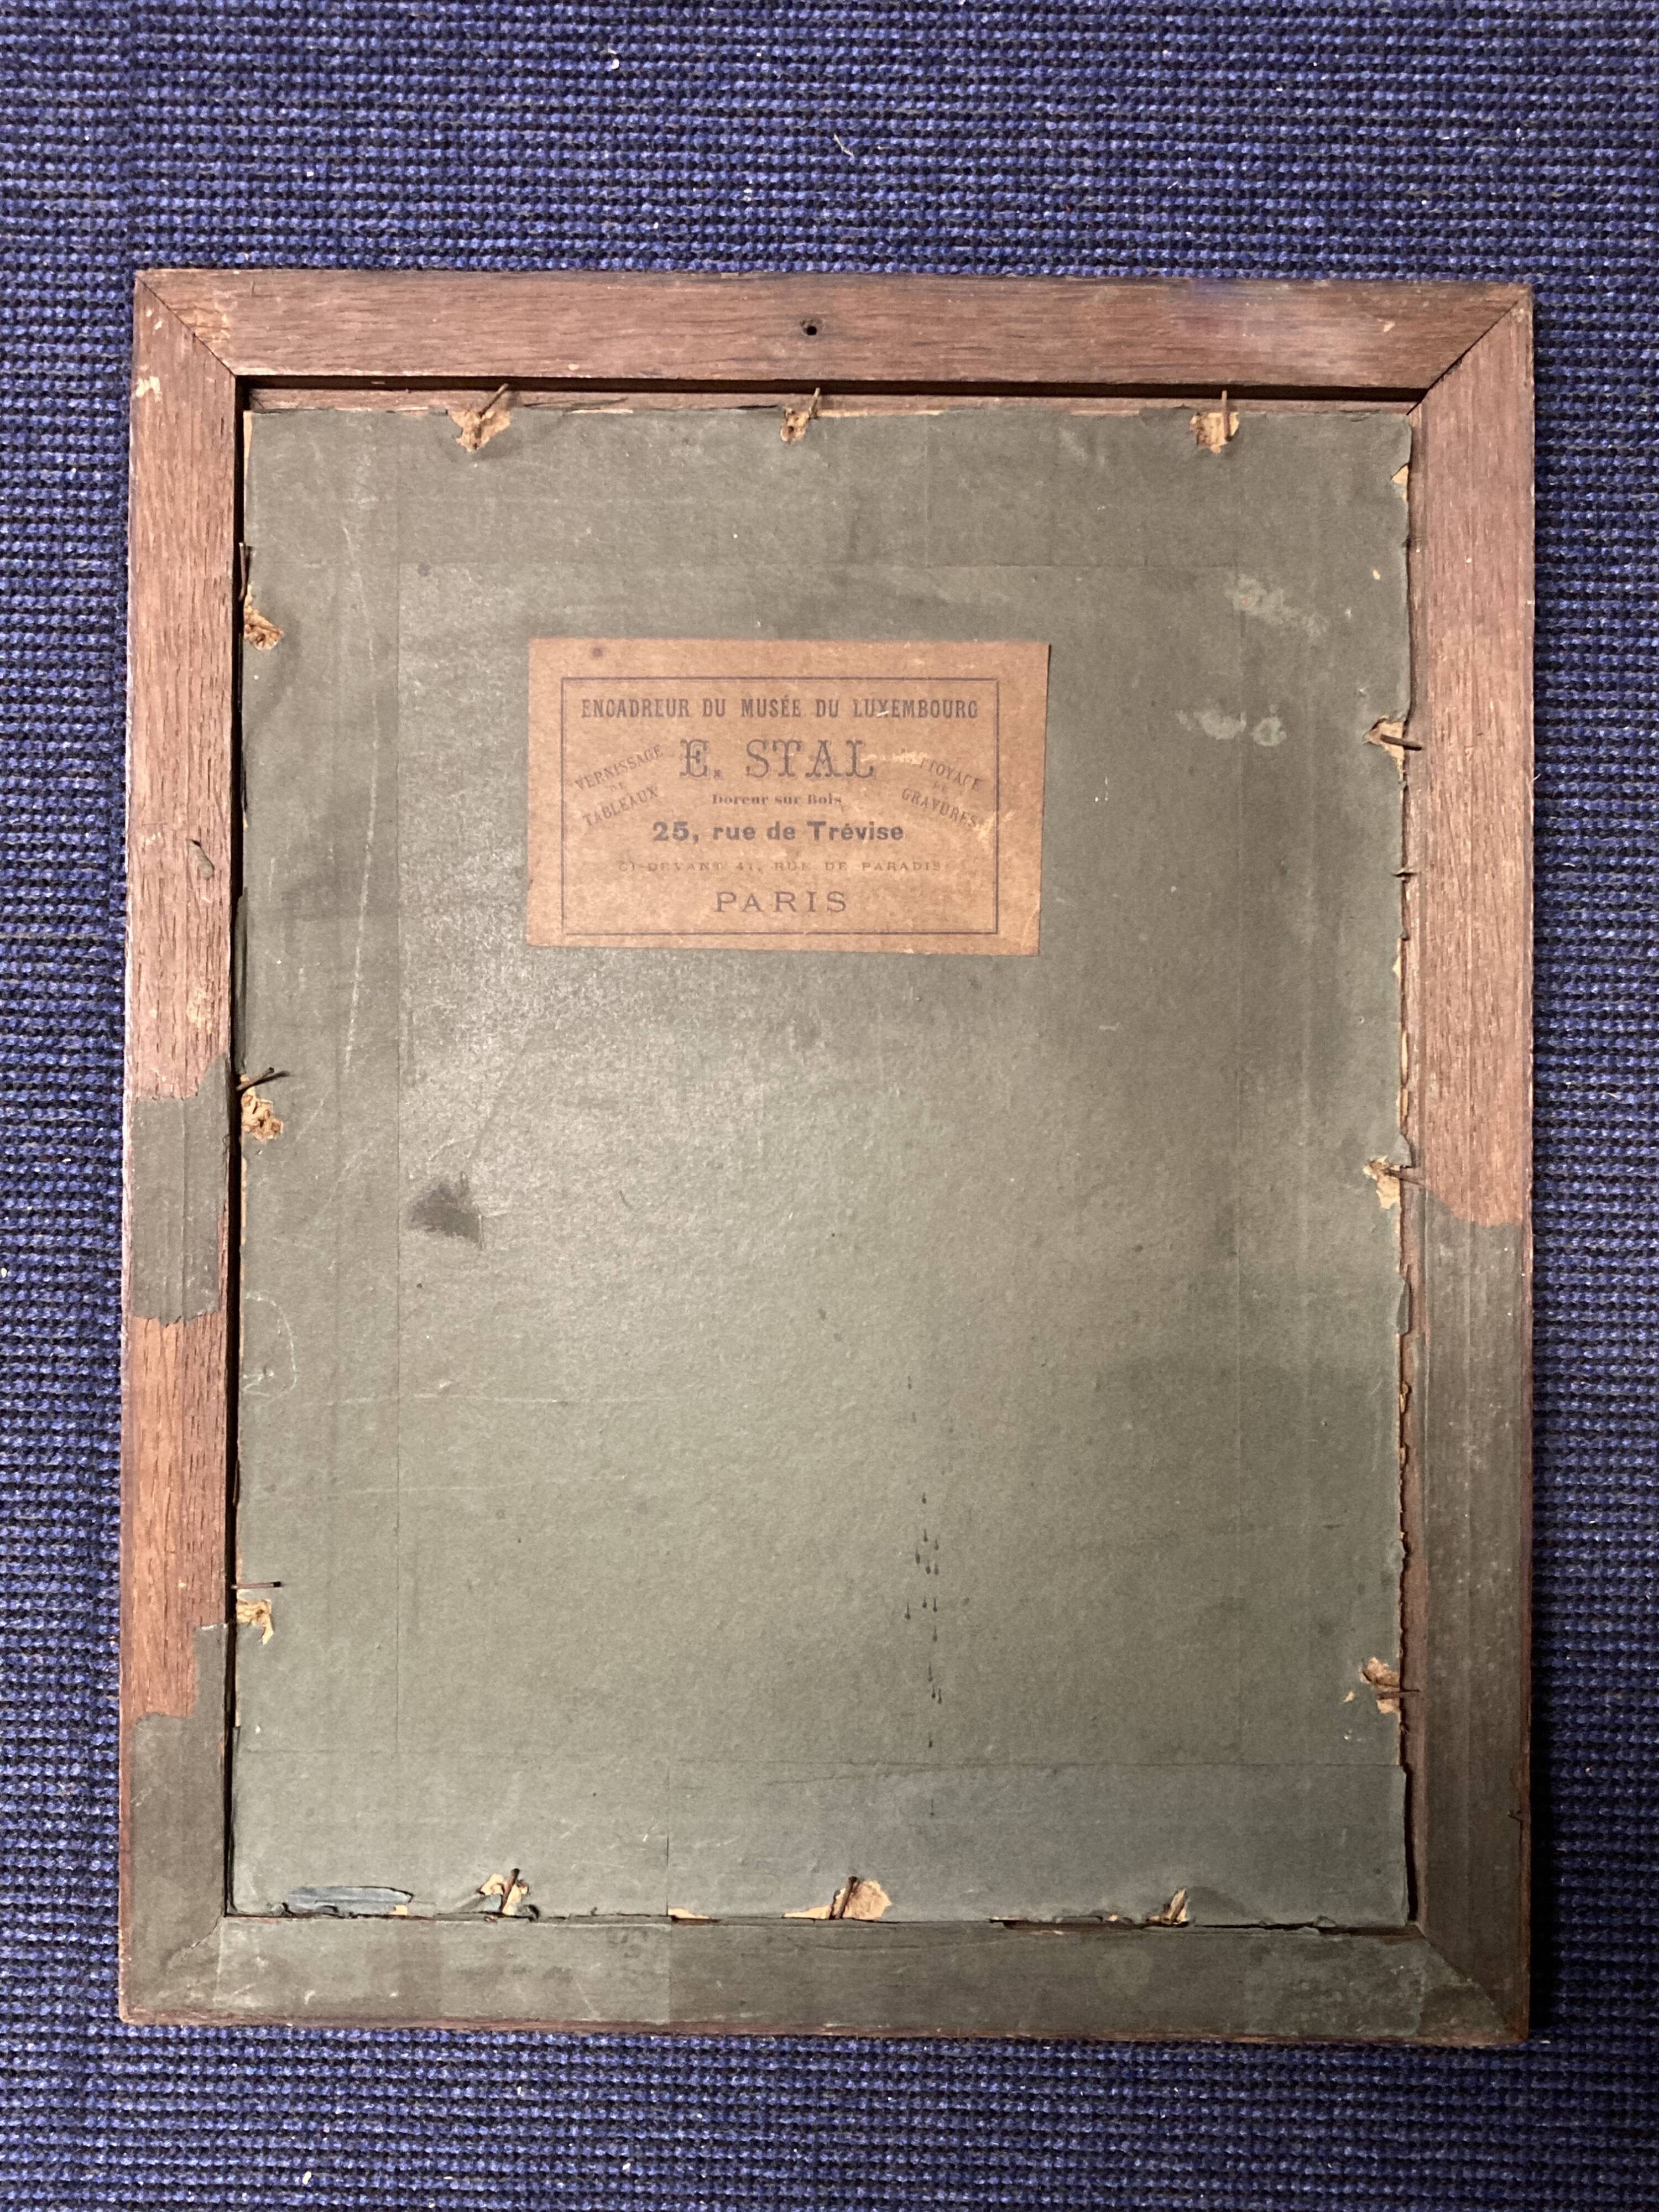 ENCADREUR DU MUSÉE DU LUXEMBOURG
E. STAL
VERNISSAGE
DE
TABLEAUX
NETTOYAGE
DE
GRAVURES
Doreur sur Bois
25, rue de Trévise
CI-DEVANT 41, RUE DE PARADIS
PARIS